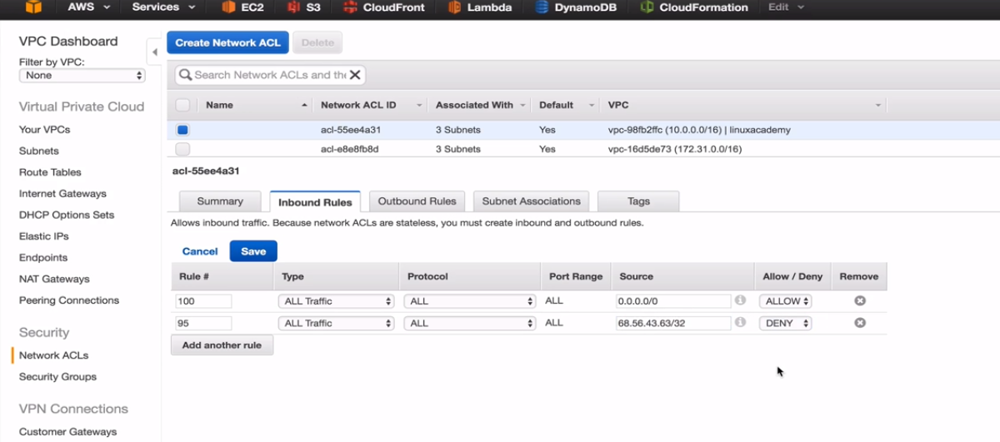 AWS Services EC2 S3 CloudFront Lambda DynamoDB CloudFormation Edit
VPC Dashboard
Filter by VPC:
None
Virtual Private Cloud
Your VPCs
Subnets
Route Tables
Internet Gateways
DHCP Options Sets
Elastic IPs
Endpoints
NAT Gateways
Peering Connections
Security
Network ACLs
Security Groups
VPN Connections
Customer Gateways
Create Network ACL Delete
Search Network ACLs and the
Name Network ACL ID Associated With Default VPC
acl-55ee4a31 3 Subnets Yes vpc-98fb2ffc (10.0.0.0/16) | linuxacademy
acl-e8e8fb8d 3 Subnets Yes vpc-16d5de73 (172.31.0.0/16)
acl-55ee4a31
Summary Inbound Rules Outbound Rules Subnet Associations Tags
Allows inbound traffic. Because network ACLs are stateless, you must create inbound and outbound rules.
Cancel Save
Rule # Type Protocol Port Range Source Allow / Deny Remove
100 ALL Traffic ALL ALL 0.0.0.0/0 ALLOW
95 ALL Traffic ALL ALL 68.56.43.63/32 DENY
Add another rule